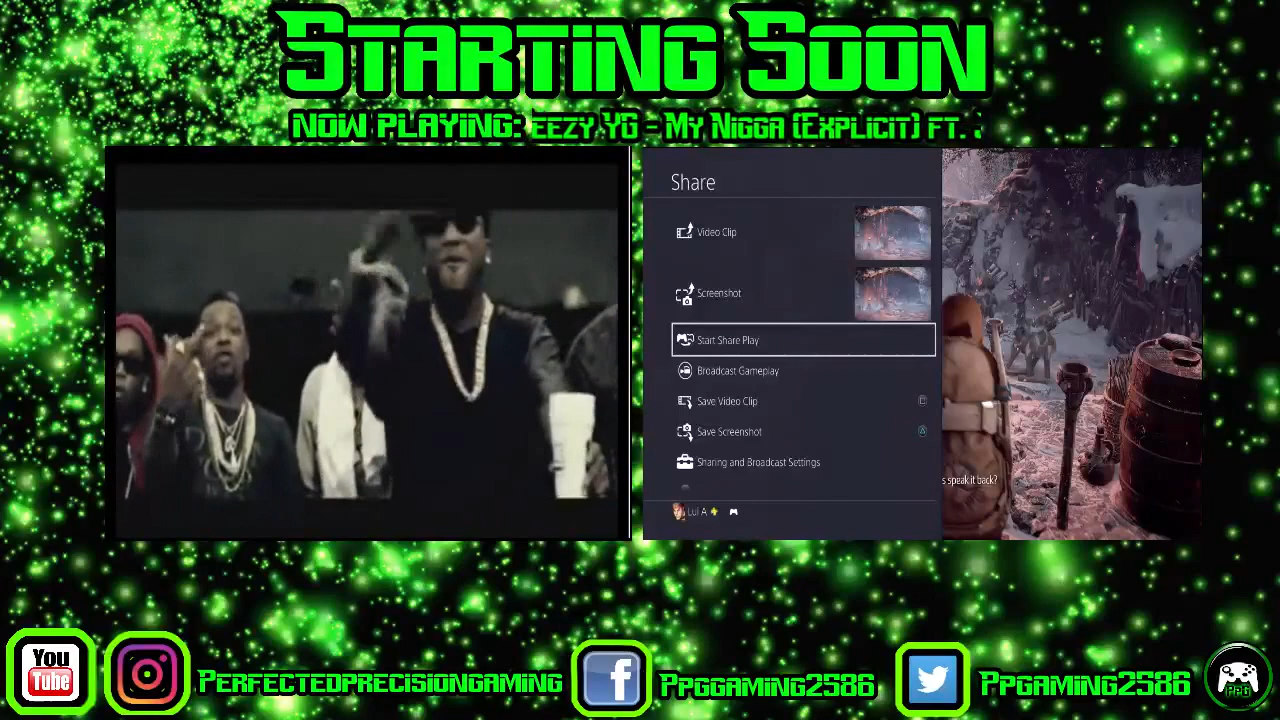 Starting Soon
Now Playing: eezy YG - My Nigga (Explicit) ft.
Share
Video Clip
Screenshot
Start Share Play
Broadcast Gameplay
Save Video Clip
Save Screenshot
Sharing and Broadcast Settings
s speak it back?
Lui A
You
Tube
Perfectedprecisiongaming
f
Ppggaming2586
Ppgaming2586
PPG